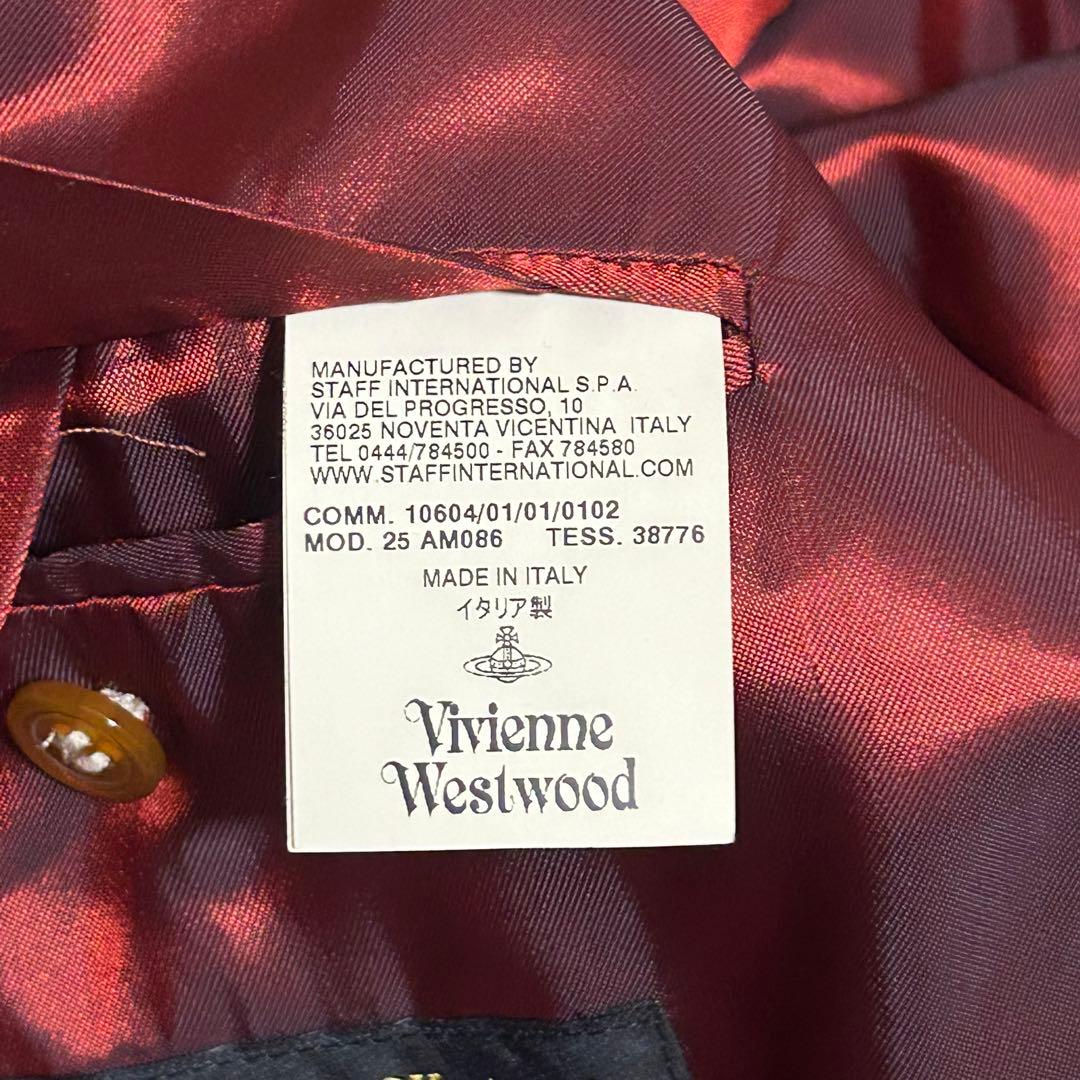 MANUFACTURED BY
STAFF INTERNATIONAL S.P.A.
VIA DEL PROGRESSO, 10
36025 NOVENTA VICENTINA ITALY
TEL 0444/784500 - FAX 784580
WWW.STAFFINTERNATIONAL.COM
COMM. 10604/01/01/0102
MOD. 25 AM086 TESS. 38776
MADE IN ITALY
イタリア製
Vivienne
Westwood